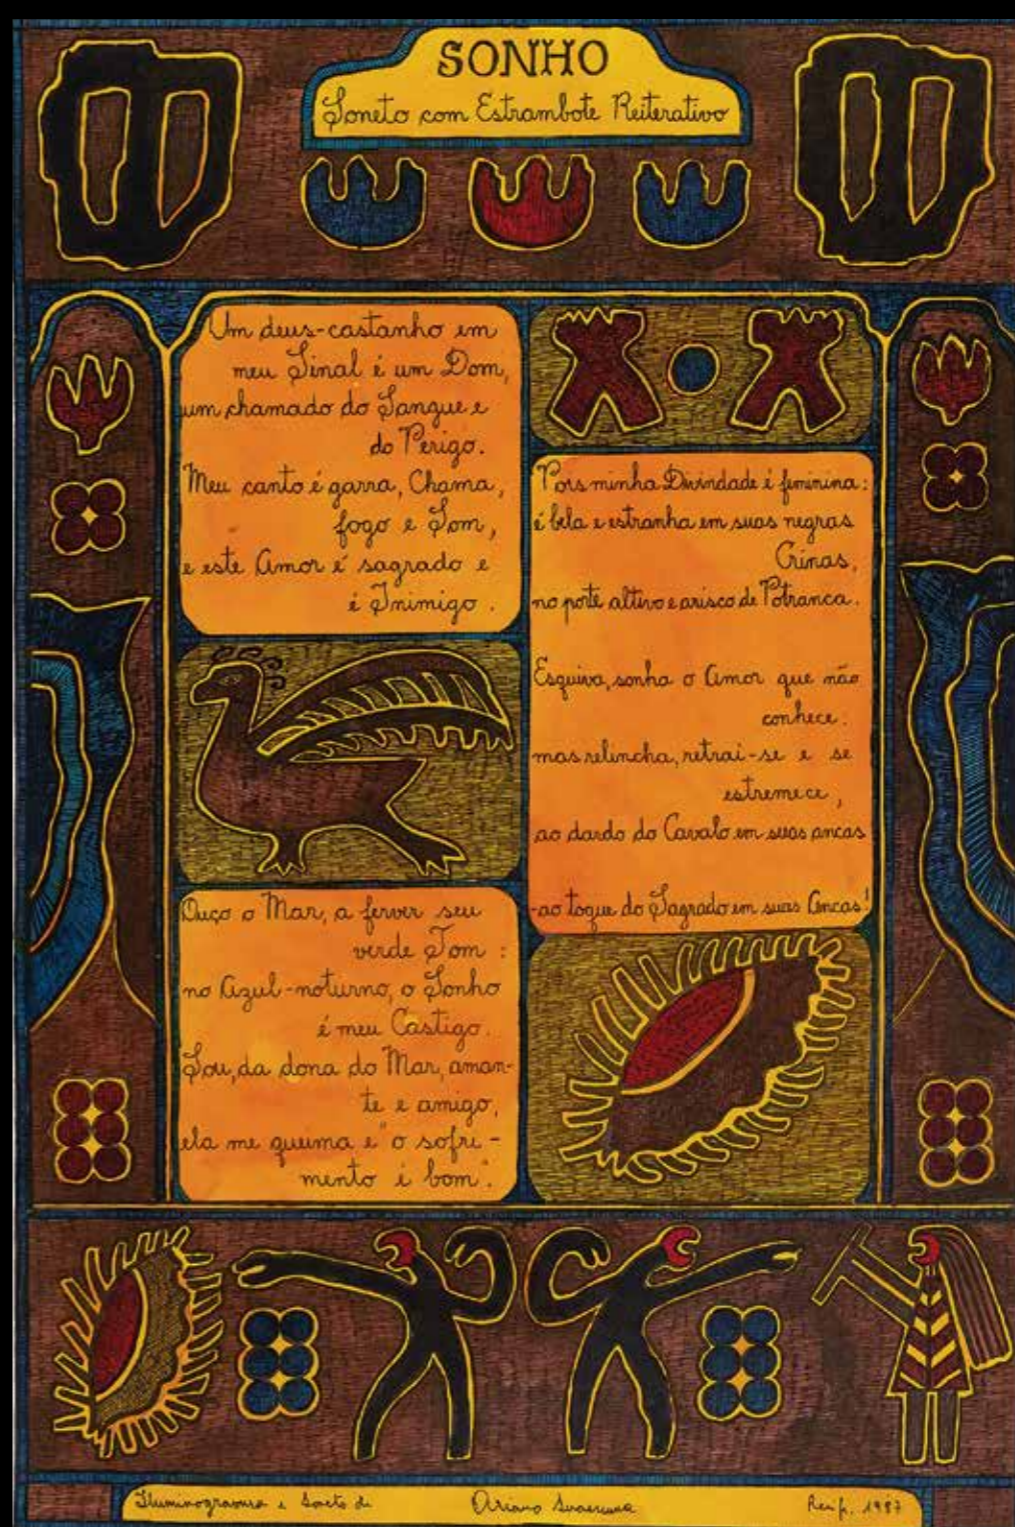 SONHO
Soneto com Estrambote Reiterativo
Um deus-castanho em
meu Sinal é um Dom,
um chamado do Sangue e
do Perigo.
Meu canto é garra, Chama,
fogo e Som,
e este Amor é sagrado e
é Inimigo.
Ouço o Mar, a ferver seu
verde Tom:
no Azul-noturno, o Sonho
é meu Castigo.
Sou, da dona do Mar, aman-
te e amigo,
ela me queima e "o sofri-
mento é bom".
Pois minha Divindade é feminina:
é bela e estranha em suas negras
Crinas,
no porte altivo e arisco de Potranca.
Esquiva, sonha o Amor que não
conhece:
mas relincha, retrai-se e se
estremece,
ao dardo do Cavalo em suas ancas
-ao toque do Sagrado em suas Ancas!
Iluminogravura e Soneto de
Ariano Suassuna
Recife, 1987